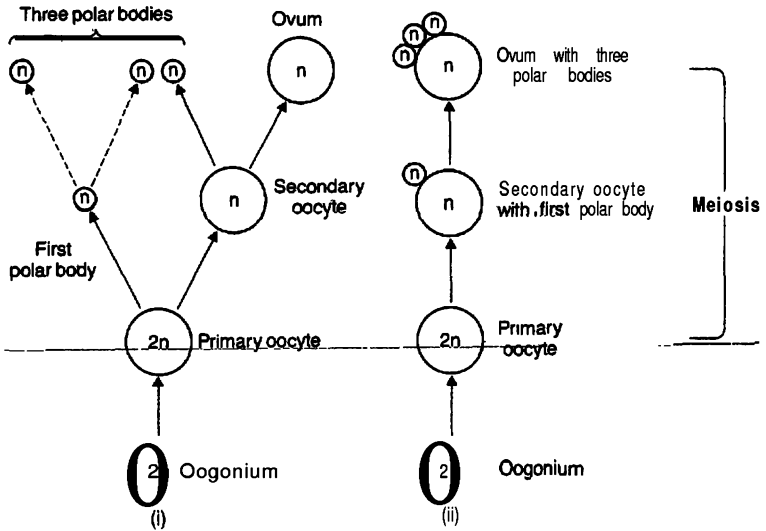 Three polar bodies
Ovum
n
n
n
n
n
n
n
n
Ovum with three
polar bodies
n
n
Secondary
oocyte
n
n
Secondary oocyte
with .first polar body
Meiosis
First
polar body
2n
Primary oocyte
2n
Primary
oocyte
2
Oogonium
2
Oogonium
(i)
(ii)